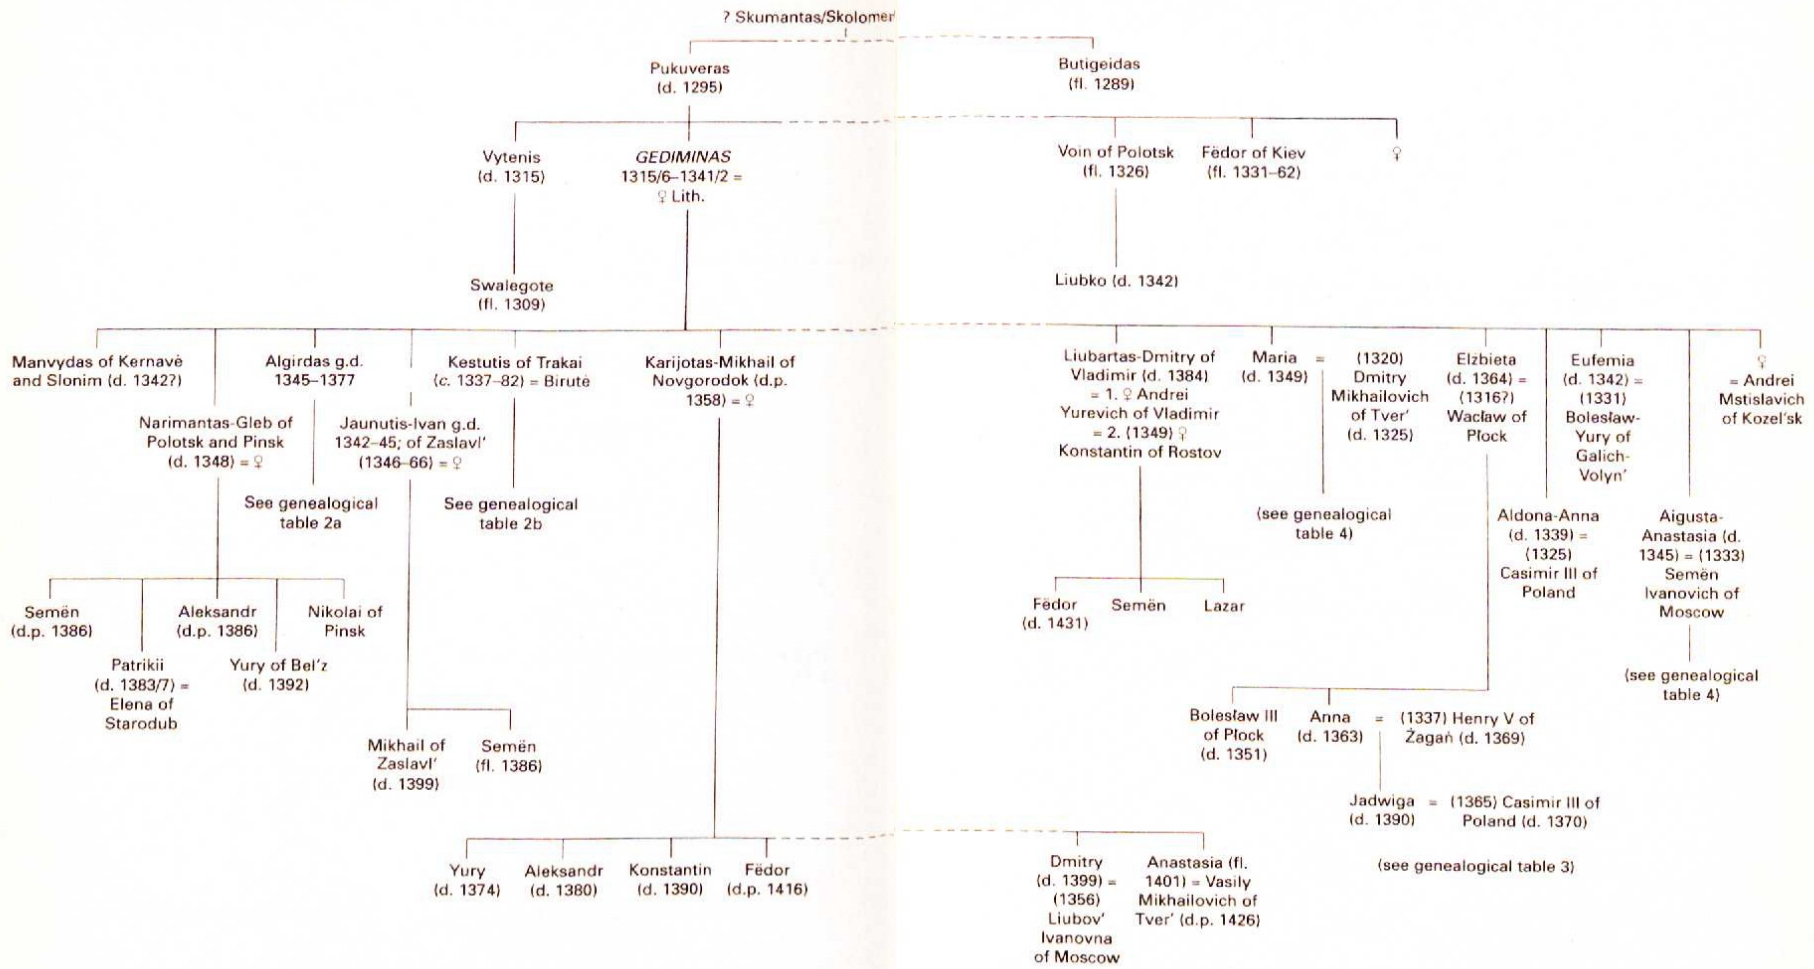 ? Skumantas/Skolomer
Pukuveras
(d. 1295)
Butigeidas
(fl. 1289)
Vytenis
(d. 1315)
GEDIMINAS
1315/6–1341/2 =
♀ Lith.
Voin of Polotsk
(fl. 1326)
Fëdor of Kiev
(fl. 1331–62)
♀
Swalegote
(fl. 1309)
Liubko (d. 1342)
Manvydas of Kernavė
and Slonim (d. 1342?)
Narimantas-Gleb of
Polotsk and Pinsk
(d. 1348) = ♀
Algirdas g.d.
1345–1377
See genealogical
table 2a
Jaunutis-Ivan g.d.
1342–45; of Zaslavl'
(1346–66) = ♀
Kestutis of Trakai
(c. 1337–82) = Birutė
See genealogical
table 2b
Karijotas-Mikhail of
Novgorodok (d.p.
1358) = ♀
Liubartas-Dmitry of
Vladimir (d. 1384)
= 1. ♀ Andrei
Yurevich of Vladimir
= 2. (1349) ♀
Konstantin of Rostov
Maria =
(d. 1349)
(1320)
Dmitry
Mikhailovich
of Tver'
(d. 1325)
(see genealogical
table 4)
Elzbieta
(d. 1364) =
(1316?)
Wacław of
Płock
Aldona-Anna
(d. 1339) =
(1325)
Casimir III of
Poland
Eufemia
(d. 1342) =
(1331)
Bolesław-
Yury of
Galich-
Volyn'
Aigusta-
Anastasia (d.
1345) = (1333)
Semën
Ivanovich of
Moscow
(see genealogical
table 4)
♀
= Andrei
Mstislavich
of Kozel'sk
Semën
(d.p. 1386)
Patrikii
(d. 1383/7) =
Elena of
Starodub
Aleksandr
(d.p. 1386)
Yury of Bel'z
(d. 1392)
Nikolai of
Pinsk
Mikhail of
Zaslavl'
(d. 1399)
Semën
(fl. 1386)
Fëdor
(d. 1431)
Semën
Lazar
Bolesław III
of Płock
(d. 1351)
Anna =
(d. 1363)
(1337) Henry V of
Żagań (d. 1369)
Jadwiga =
(d. 1390)
(1365) Casimir III of
Poland (d. 1370)
(see genealogical table 3)
Yury
(d. 1374)
Aleksandr
(d. 1380)
Konstantin
(d. 1390)
Fëdor
(d.p. 1416)
Dmitry
(d. 1399) =
(1356)
Liubov'
Ivanovna
of Moscow
Anastasia (fl.
1401) = Vasily
Mikhailovich of
Tver' (d.p. 1426)